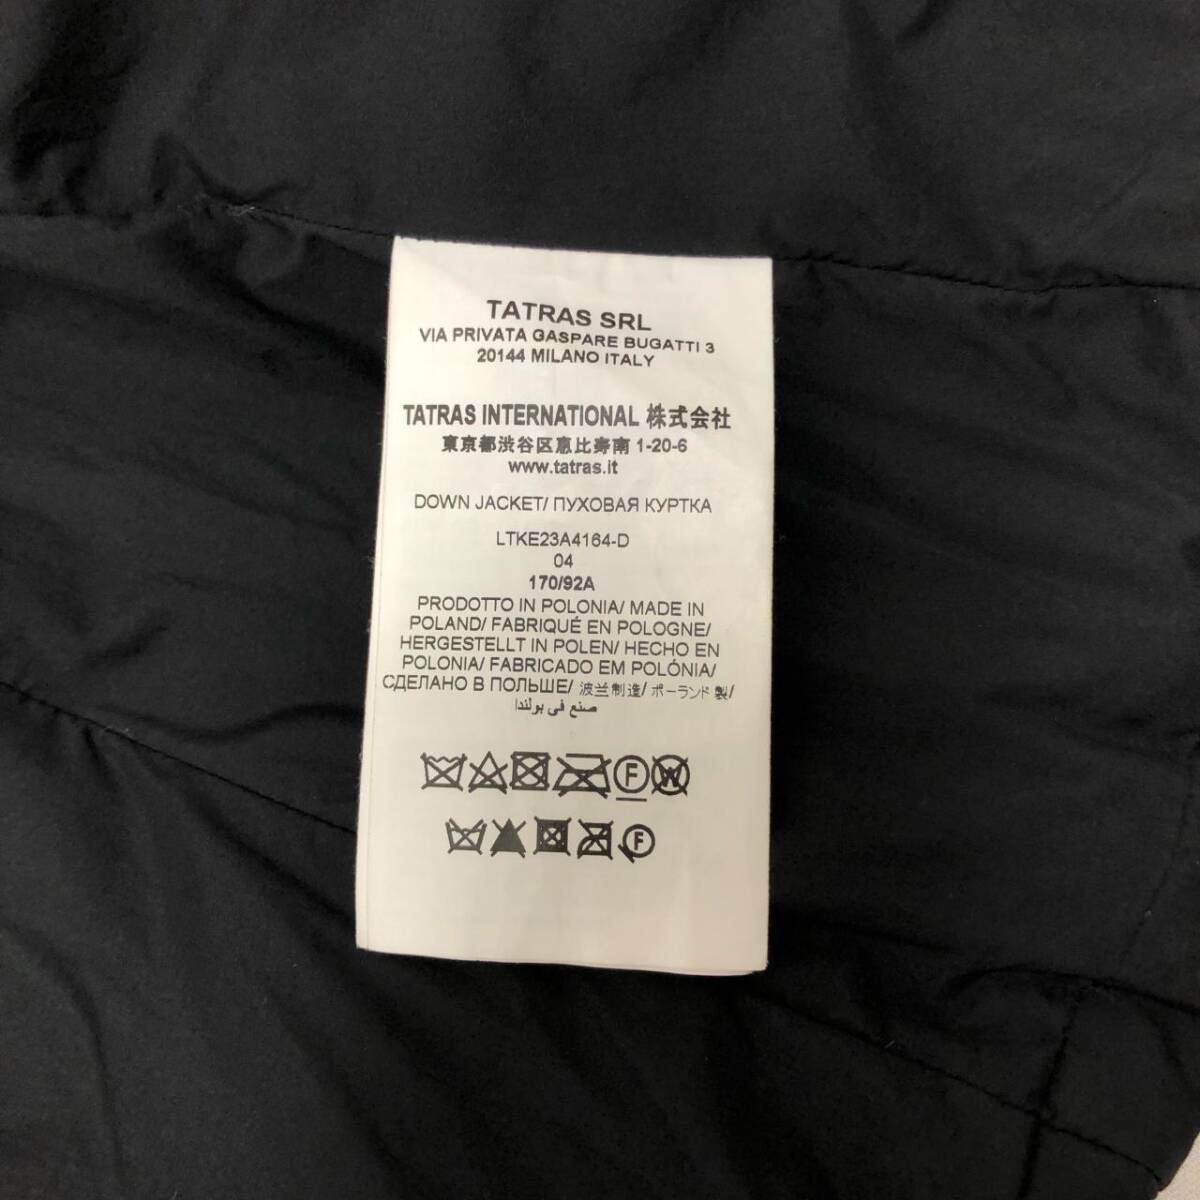 TATRAS SRL
VIA PRIVATA GASPARE BUGATTI 3
20144 MILANO ITALY
TATRAS INTERNATIONAL 株式会社
東京都渋谷区恵比寿南 1-20-6
www.tatras.it
DOWN JACKET/ ПУХОВАЯ КУРТКА
LTKE23A4164-D
04
170/92A
PRODOTTO IN POLONIA/ MADE IN
POLAND/ FABRIQUÉ EN POLOGNE/
HERGESTELLT IN POLEN/ HECHO EN
POLONIA/ FABRICADO EM POLÓNIA/
СДЕЛАНО В ПОЛЬШЕ/ 波兰制造/ ポーランド 製/
صنع في بولندا
F W
F